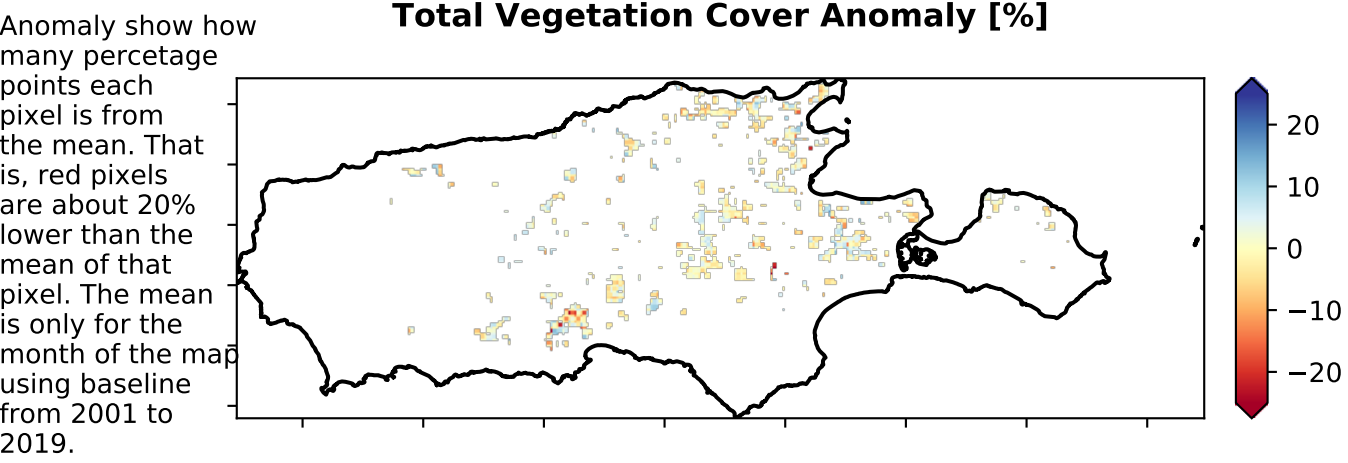 Total Vegetation Cover Anomaly [%]
Anomaly show how
many percetage
points each
pixel is from
the mean. That
is, red pixels
are about 20%
lower than the
mean of that
pixel. The mean
is only for the
month of the map
using baseline
from 2001 to
2019.
20
10
0
−10
−20